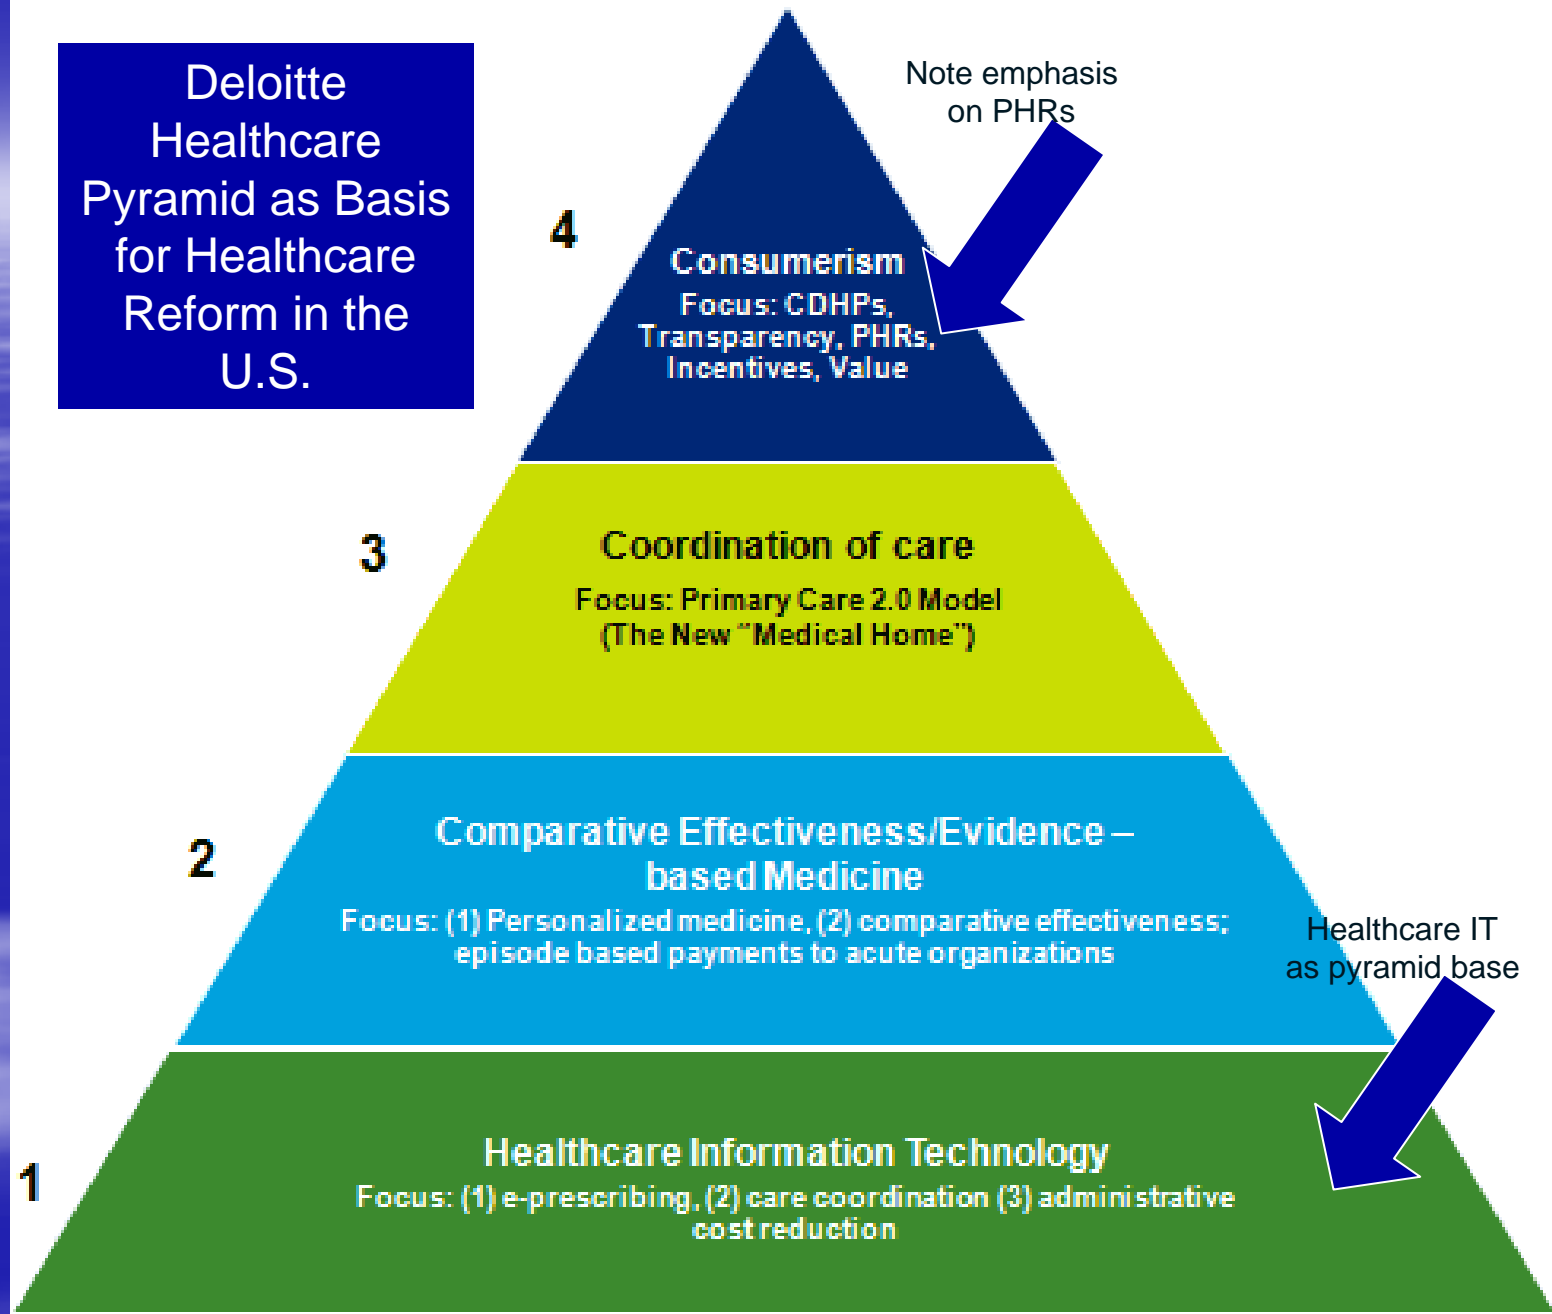 Deloitte
Healthcare
Pyramid as Basis
for Healthcare
Reform in the
U.S.
Note emphasis
on PHRs
4
Consumerism
Focus: CDHPs,
Transparency, PHRs,
Incentives, Value
3
Coordination of care
Focus: Primary Care 2.0 Model
(The New “Medical Home”)
2
Comparative Effectiveness/Evidence –
based Medicine
Focus: (1) Personalized medicine, (2) comparative effectiveness;
episode based payments to acute organizations
Healthcare IT
as pyramid base
1
Healthcare Information Technology
Focus: (1) e-prescribing, (2) care coordination (3) administrative
cost reduction